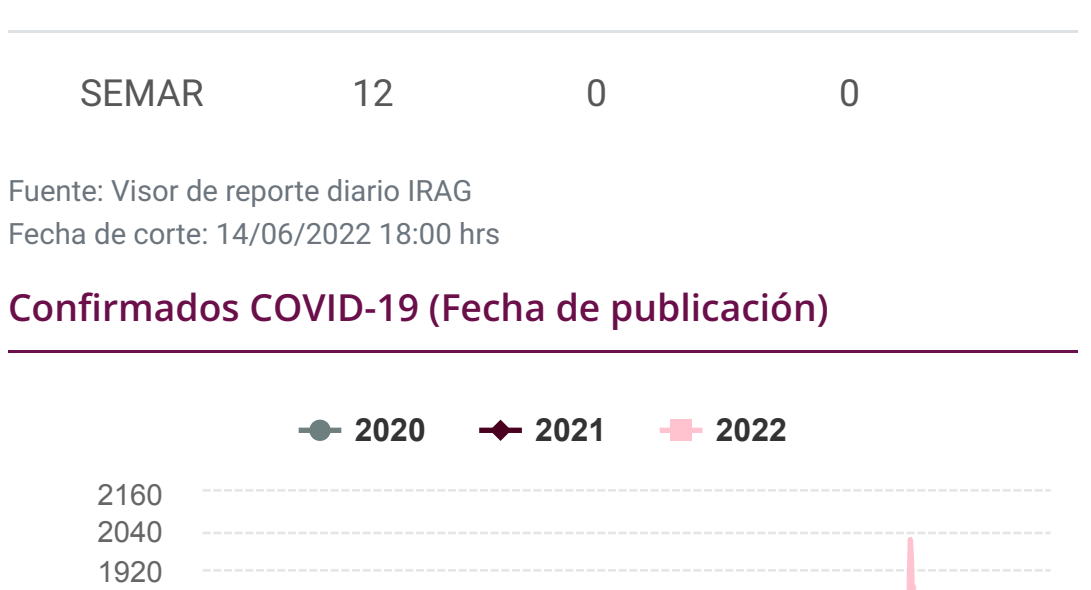 SEMAR 12 0 0
Fuente: Visor de reporte diario IRAG
Fecha de corte: 14/06/2022 18:00 hrs
Confirmados COVID-19 (Fecha de publicación)
2020 2021 2022
2160
2040
1920